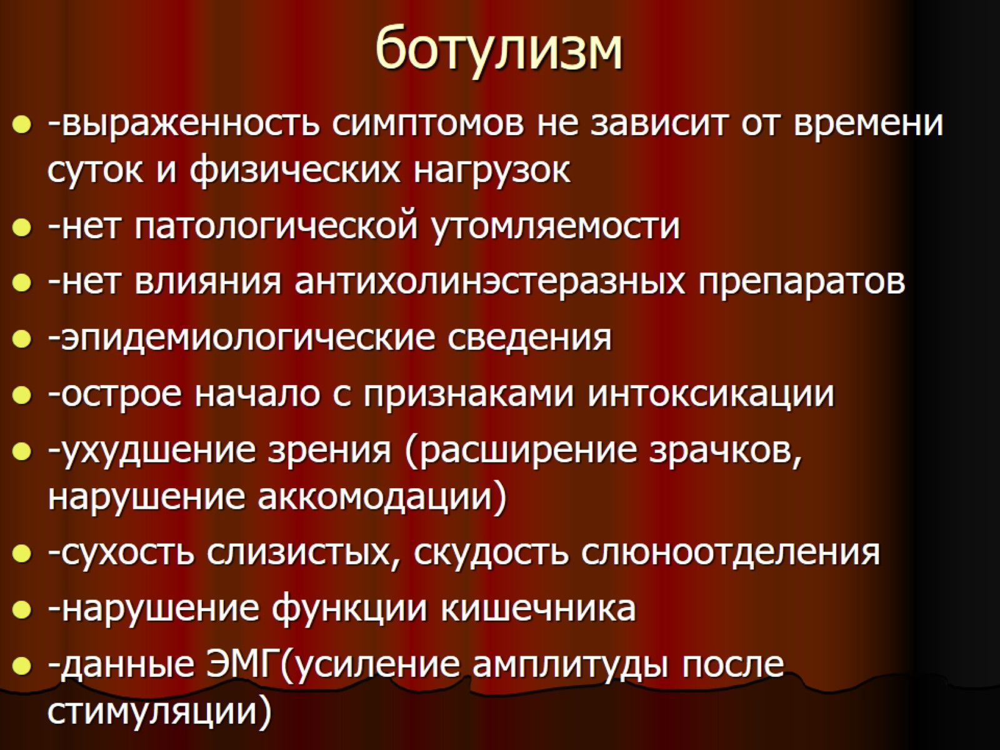 ботулизм
-выраженность симптомов не зависит от времени
суток и физических нагрузок
-нет патологической утомляемости
-нет влияния антихолинэстеразных препаратов
-эпидемиологические сведения
-острое начало с признаками интоксикации
-ухудшение зрения (расширение зрачков,
нарушение аккомодации)
-сухость слизистых, скудость слюноотделения
-нарушение функции кишечника
-данные ЭМГ(усиление амплитуды после
стимуляции)